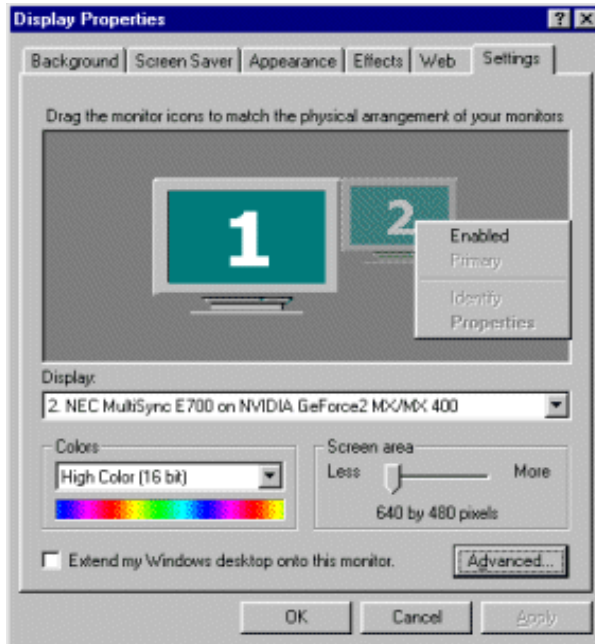 Display Properties
Background Screen Saver Appearance Effects Web Settings
Drag the monitor icons to match the physical arrangement of your monitors
1
2
Enabled
Primary
Identify
Properties
Display:
2. NEC MultiSync E700 on NVIDIA GeForce2 MX/MX 400
Colors
High Color (16 bit)
Screen area
Less More
640 by 480 pixels
Extend my Windows desktop onto this monitor.
Advanced...
OK Cancel Apply